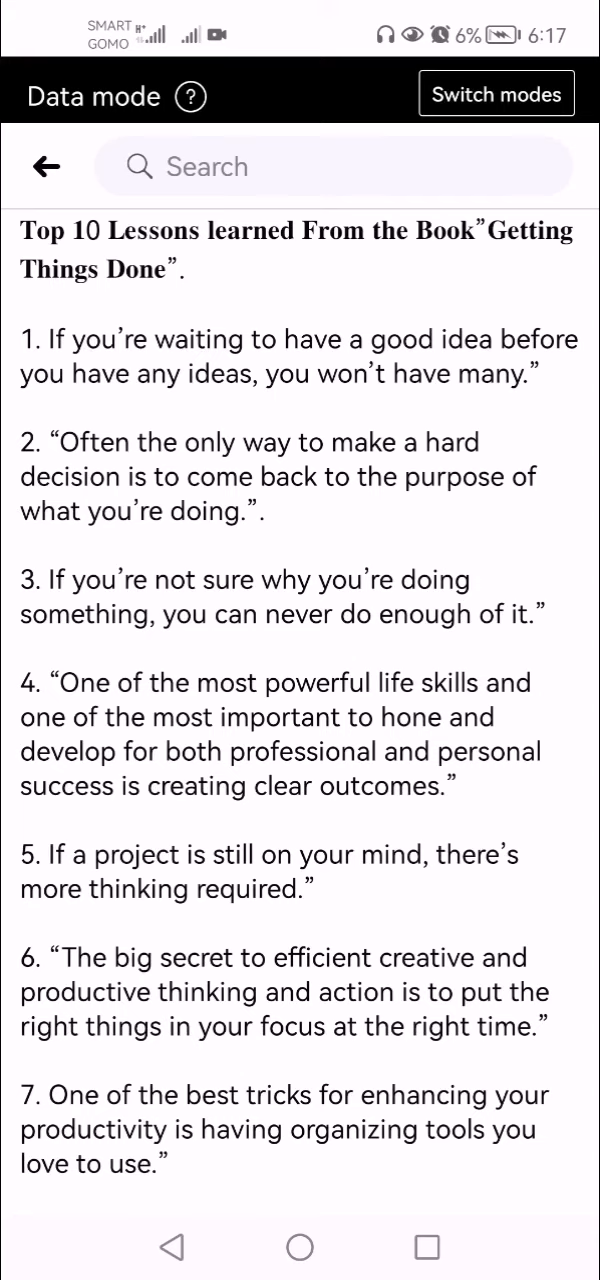 SMART
GOMO
6%
6:17
Data mode ?
Switch modes
Search
Top 10 Lessons learned From the Book”Getting
Things Done”.
1. If you’re waiting to have a good idea before
you have any ideas, you won’t have many.”
2. “Often the only way to make a hard
decision is to come back to the purpose of
what you’re doing.”.
3. If you’re not sure why you’re doing
something, you can never do enough of it.”
4. “One of the most powerful life skills and
one of the most important to hone and
develop for both professional and personal
success is creating clear outcomes.”
5. If a project is still on your mind, there’s
more thinking required.”
6. “The big secret to efficient creative and
productive thinking and action is to put the
right things in your focus at the right time.”
7. One of the best tricks for enhancing your
productivity is having organizing tools you
love to use.”